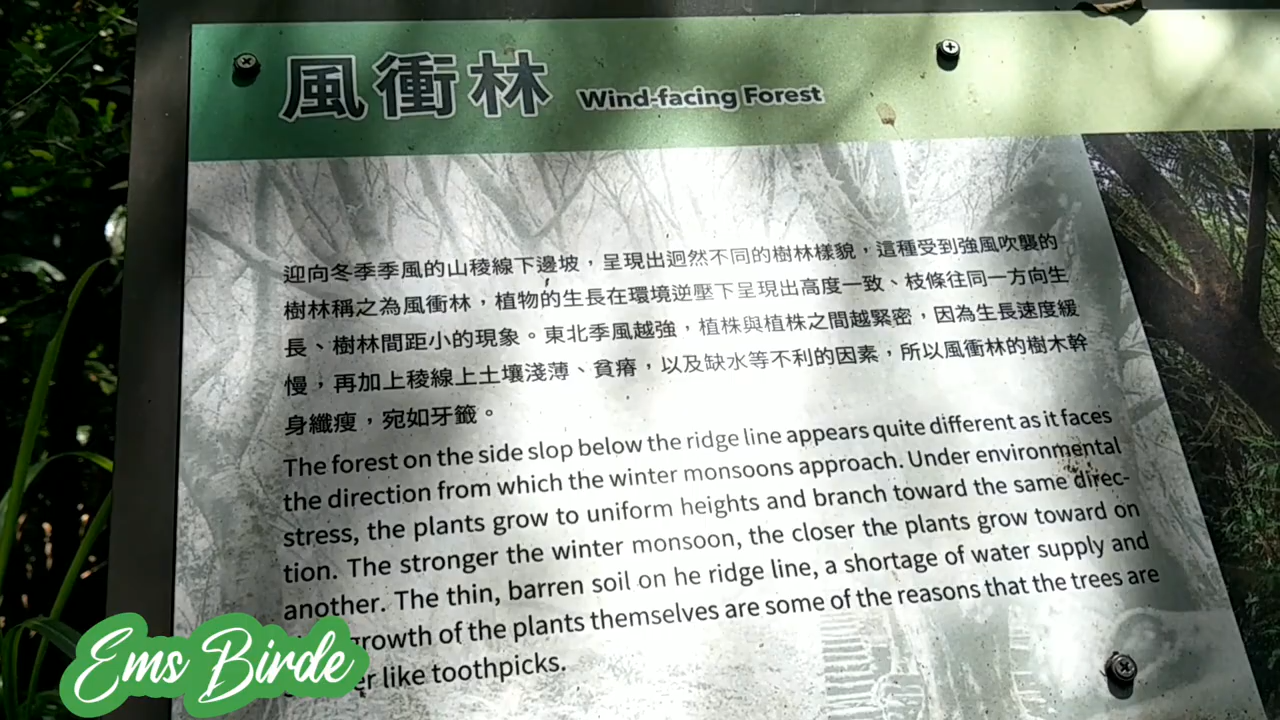 風衝林 Wind-facing Forest
迎向冬季季風的山稜線下邊坡，呈現出迥然不同的樹林樣貌，這種受到強風吹襲的
樹林稱之為風衝林，植物的生長在環境逆壓下呈現出高度一致、枝條往同一方向生
長、樹林間距小的現象。東北季風越強，植株與植株之間越緊密，因為生長速度緩
慢，再加上稜線上土壤淺薄、貧瘠，以及缺水等不利的因素，所以風衝林的樹木幹
身纖瘦，宛如牙籤。
The forest on the side slop below the ridge line appears quite different as it faces
the direction from which the winter monsoons approach. Under environmental
stress, the plants grow to uniform heights and branch toward the same direc-
tion. The stronger the winter monsoon, the closer the plants grow toward on
another. The thin, barren soil on he ridge line, a shortage of water supply and
growth of the plants themselves are some of the reasons that the trees are
like toothpicks.
Ems Birde